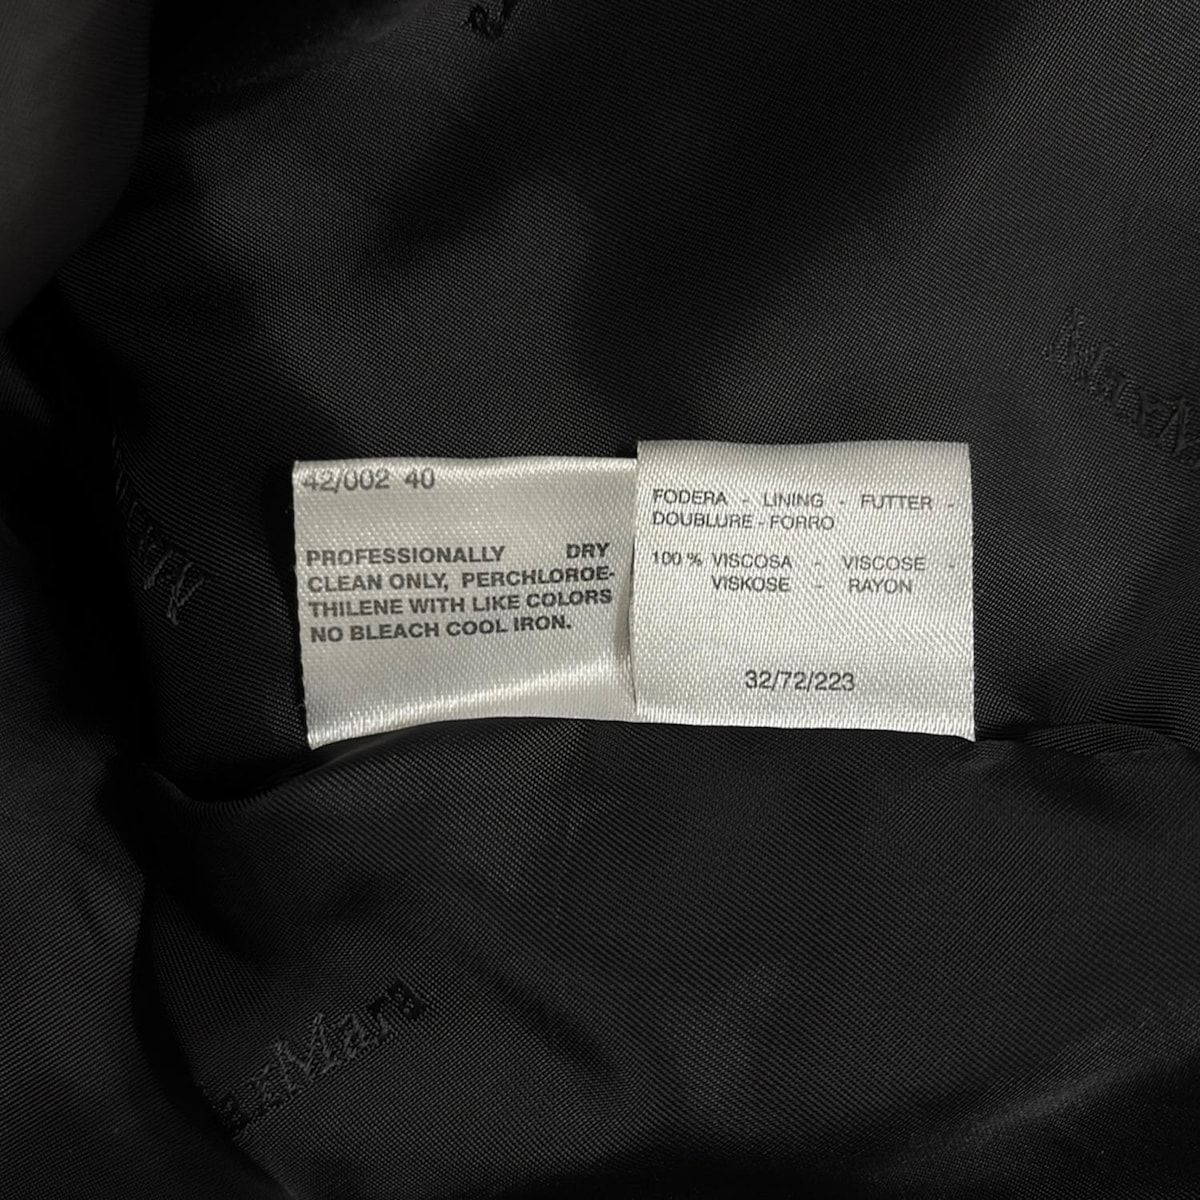 42/002 40
PROFESSIONALLY DRY
CLEAN ONLY, PERCHLOROE-
THILENE WITH LIKE COLORS
NO BLEACH COOL IRON.
FODERA - LINING - FUTTER -
DOUBLURE - FORRO
100 % VISCOSA - VISCOSE -
VISKOSE - RAYON
32/72/223
MaxMara